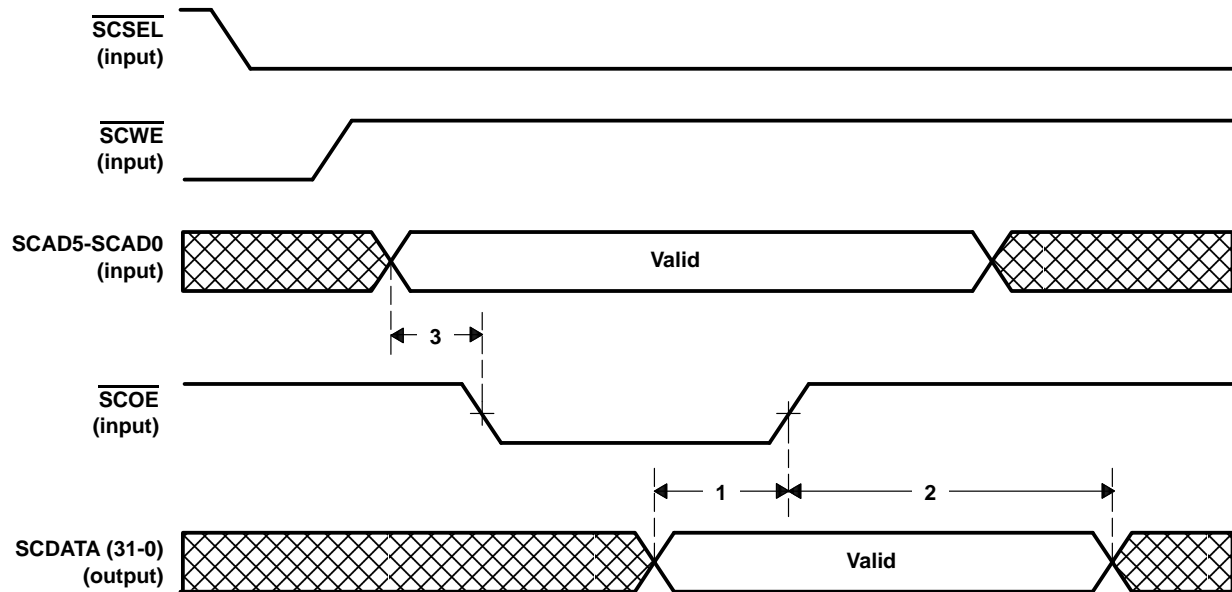 SCSEL
(input)
SCWE
(input)
SCAD5-SCAD0
(input)
Valid
3
SCOE
(input)
1
2
SCDATA (31-0)
(output)
Valid